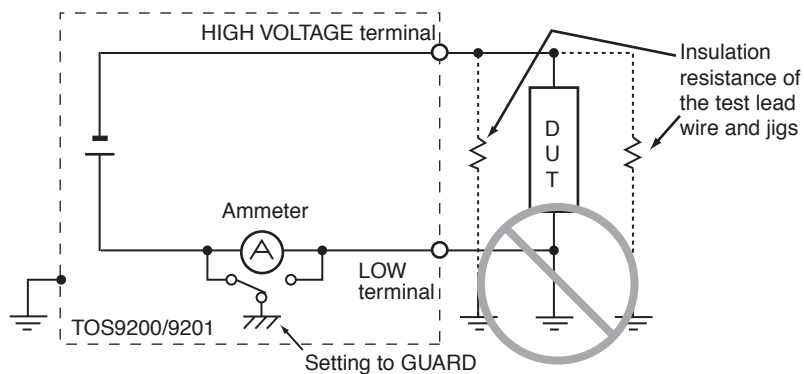 HIGH VOLTAGE terminal
Insulation
resistance of
the test lead
wire and jigs
D
U
T
Ammeter
A
LOW
terminal
TOS9200/9201
Setting to GUARD